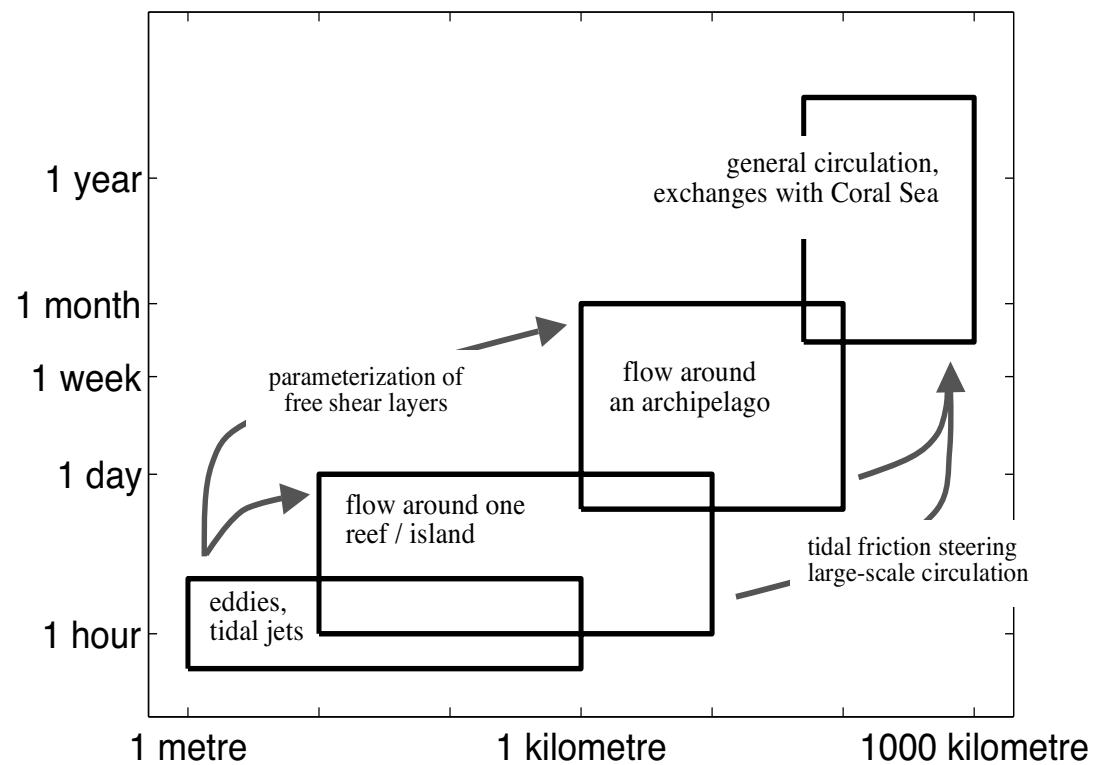 general circulation,
exchanges with Coral Sea
1 year
1 month
1 week
parameterization of
free shear layers
flow around
an archipelago
1 day
flow around one
reef / island
tidal friction steering
large-scale circulation
eddies,
tidal jets
1 hour
1 metre
1 kilometre
1000 kilometre